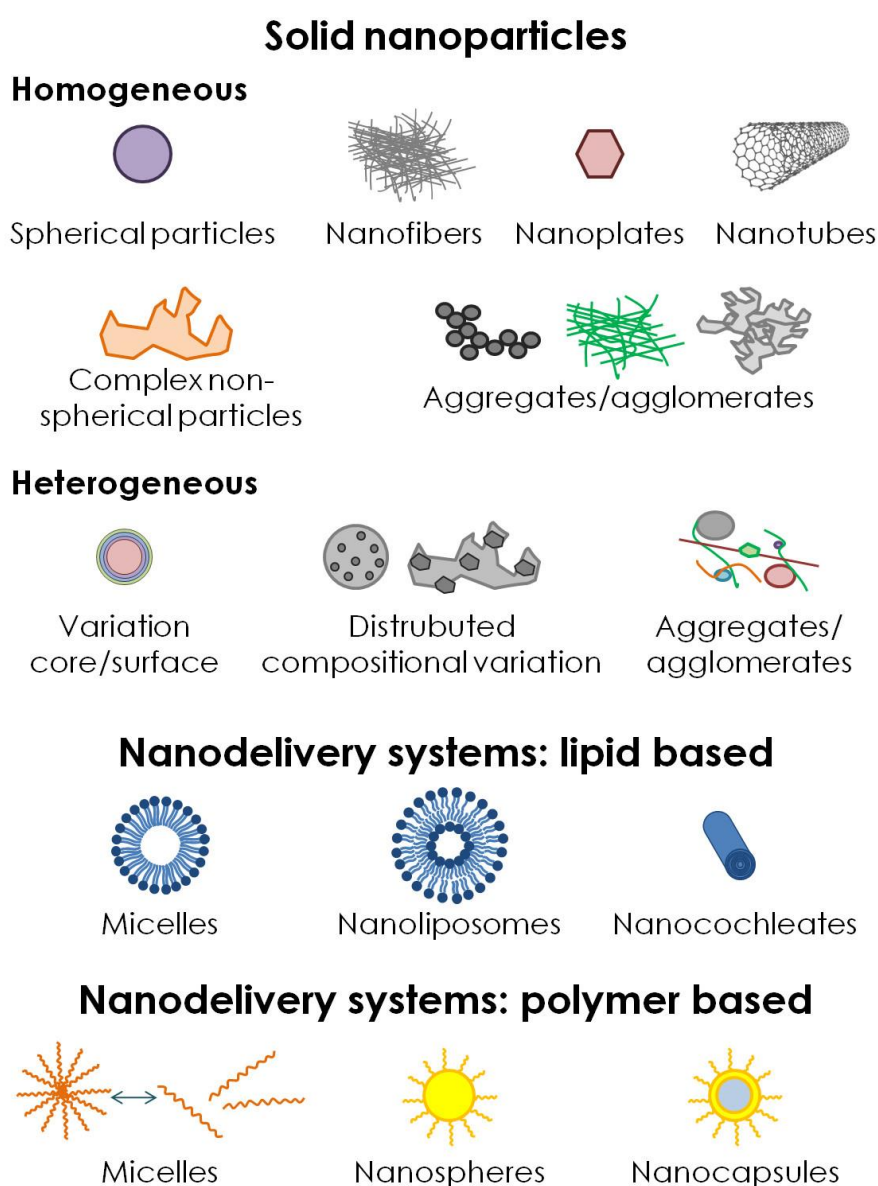 Solid nanoparticles
Homogeneous
Spherical particles
Nanofibers
Nanoplates
Nanotubes
Complex non-
spherical particles
Aggregates/agglomerates
Heterogeneous
Variation
core/surface
Distrubuted
compositional variation
Aggregates/
agglomerates
Nanodelivery systems: lipid based
Micelles
Nanoliposomes
Nanocochleates
Nanodelivery systems: polymer based
Micelles
Nanospheres
Nanocapsules